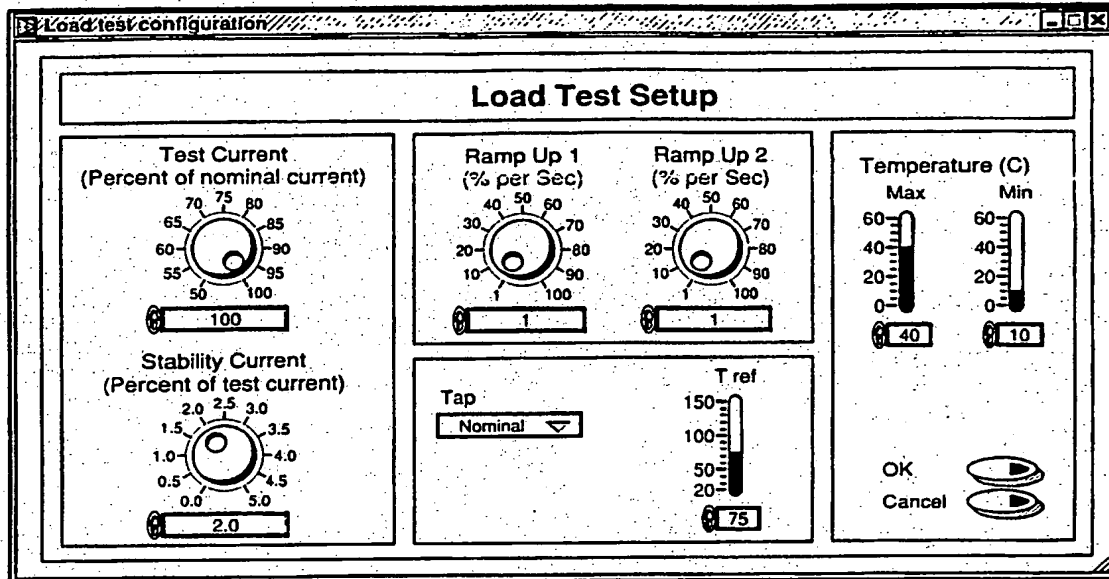 Load test configuration
Load Test Setup
Test Current
(Percent of nominal current)
50 55 60 65 70 75 80 85 90 95 100
100
Stability Current
(Percent of test current)
0.0 0.5 1.0 1.5 2.0 2.5 3.0 3.5 4.0 4.5 5.0
2.0
Ramp Up 1
(% per Sec)
1 10 20 30 40 50 60 70 80 90 100
1
Ramp Up 2
(% per Sec)
1 10 20 30 40 50 60 70 80 90 100
1
Tap
Nominal
T ref
150
100
50
20
75
Temperature (C)
Max
60
40
20
0
40
Min
60
40
20
0
10
OK
Cancel